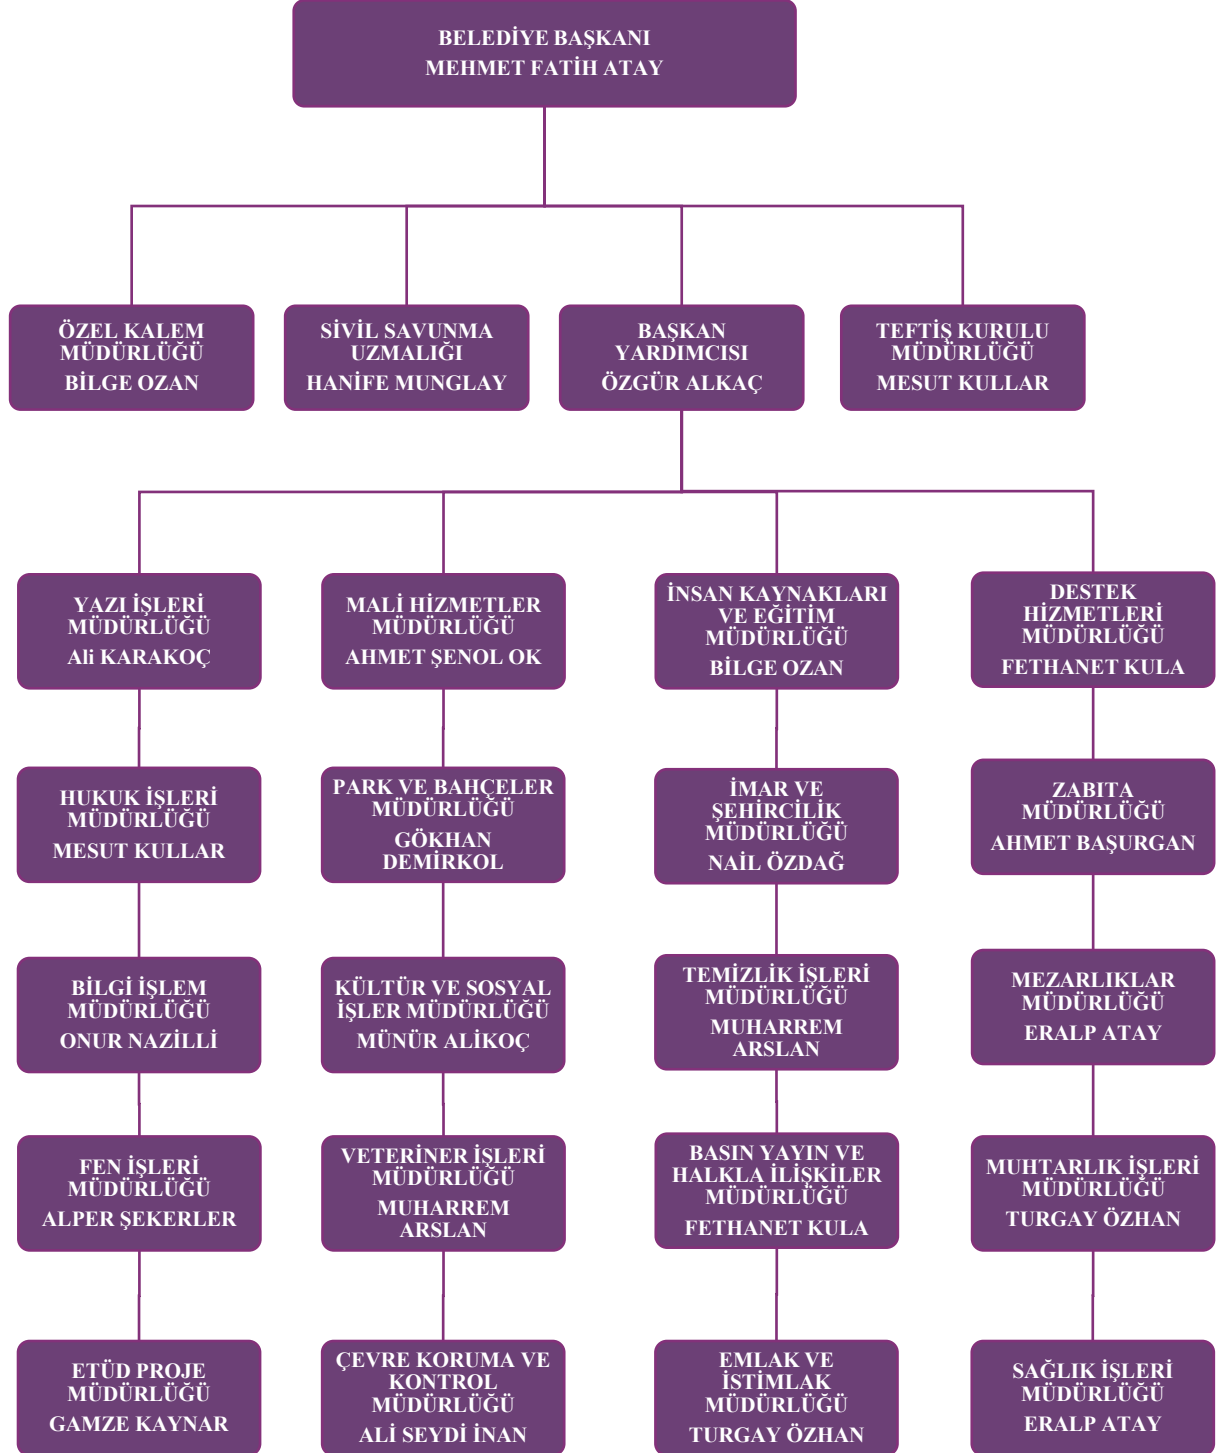 BELEDİYE BAŞKANI
MEHMET FATİH ATAY
ÖZEL KALEM
MÜDÜRLÜĞÜ
BİLGE OZAN
SİVİL SAVUNMA
UZMALIĞI
HANİFE MUNGLAY
BAŞKAN
YARDIMCISI
ÖZGÜR ALKAÇ
TEFTİŞ KURULU
MÜDÜRLÜĞÜ
MESUT KULLAR
YAZI İŞLERİ
MÜDÜRLÜĞÜ
Ali KARAKOÇ
MALİ HİZMETLER
MÜDÜRLÜĞÜ
AHMET ŞENOL OK
İNSAN KAYNAKLARI
VE EĞİTİM
MÜDÜRLÜĞÜ
BİLGE OZAN
DESTEK
HİZMETLERİ
MÜDÜRLÜĞÜ
FETHANET KULA
HUKUK İŞLERİ
MÜDÜRLÜĞÜ
MESUT KULLAR
PARK VE BAHÇELER
MÜDÜRLÜĞÜ
GÖKHAN
DEMİRKOL
İMAR VE
ŞEHİRCİLİK
MÜDÜRLÜĞÜ
NAİL ÖZDAĞ
ZABITA
MÜDÜRLÜĞÜ
AHMET BAŞURGAN
BİLGİ İŞLEM
MÜDÜRLÜĞÜ
ONUR NAZİLLİ
KÜLTÜR VE SOSYAL
İŞLER MÜDÜRLÜĞÜ
MÜNÜR ALİKOÇ
TEMİZLİK İŞLERİ
MÜDÜRLÜĞÜ
MUHARREM
ARSLAN
MEZARLIKLAR
MÜDÜRLÜĞÜ
ERALP ATAY
FEN İŞLERİ
MÜDÜRLÜĞÜ
ALPER ŞEKERLER
VETERİNER İŞLERİ
MÜDÜRLÜĞÜ
MUHARREM
ARSLAN
BASIN YAYIN VE
HALKLA İLİŞKİLER
MÜDÜRLÜĞÜ
FETHANET KULA
MUHTARLIK İŞLERİ
MÜDÜRLÜĞÜ
TURGAY ÖZHAN
ETÜD PROJE
MÜDÜRLÜĞÜ
GAMZE KAYNAR
ÇEVRE KORUMA VE
KONTROL
MÜDÜRLÜĞÜ
ALİ SEYDİ İNAN
EMLAK VE
İSTİMLAK
MÜDÜRLÜĞÜ
TURGAY ÖZHAN
SAĞLIK İŞLERİ
MÜDÜRLÜĞÜ
ERALP ATAY